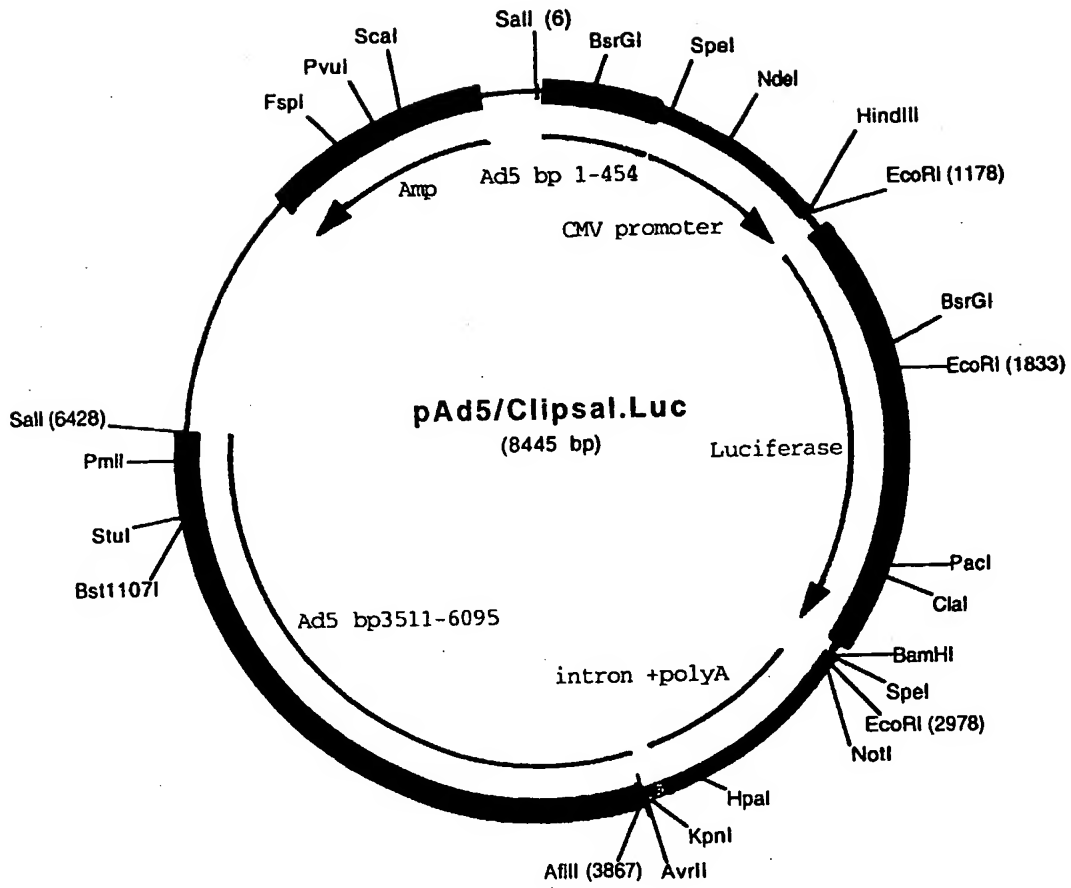 SalI (6)
ScaI
BsrGI
SpeI
PvuI
NdeI
FspI
HindIII
EcoRI (1178)
Amp
Ad5 bp 1-454
CMV promoter
BsrGI
EcoRI (1833)
pAd5/Clipsal.Luc
(8445 bp)
SalI (6428)
Luciferase
PmlI
StuI
Bst1107I
PacI
ClaI
Ad5 bp3511-6095
BamHI
intron +polyA
SpeI
EcoRI (2978)
NotI
HpaI
KpnI
AflII (3867)
AvrII